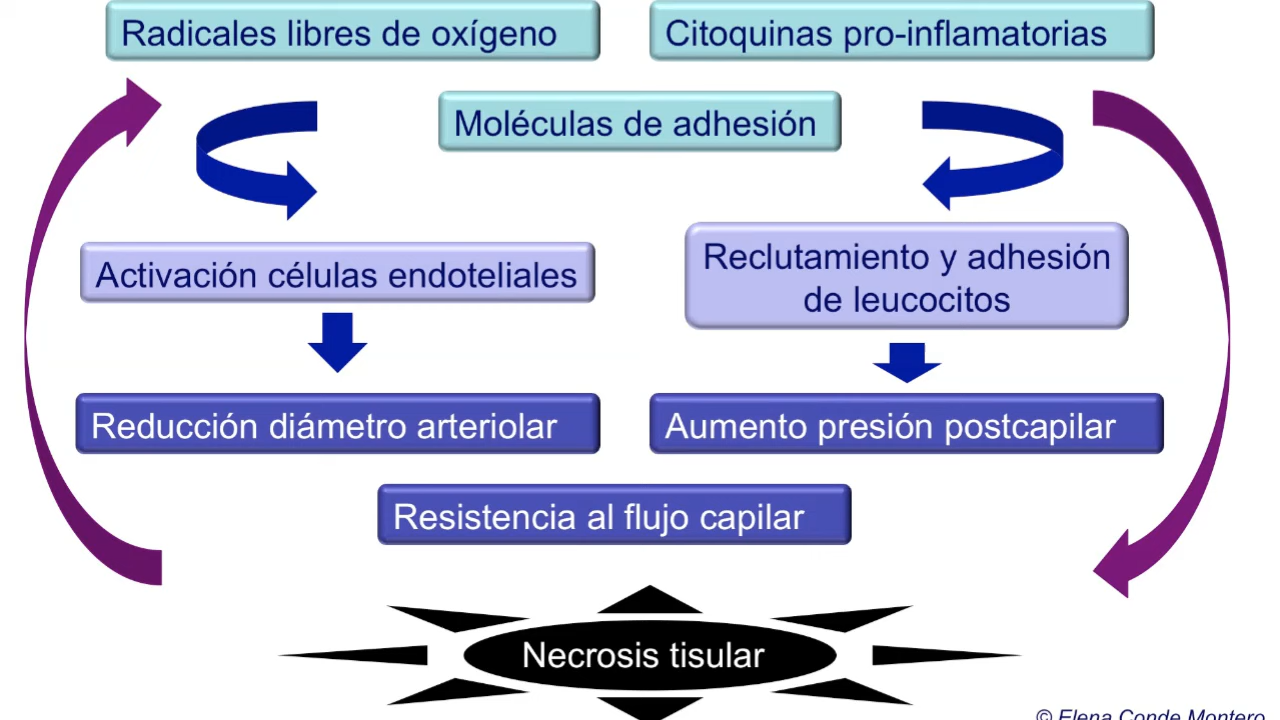 Radicales libres de oxígeno
Citoquinas pro-inflamatorias
Moléculas de adhesión
Activación células endoteliales
Reclutamiento y adhesión
de leucocitos
Reducción diámetro arteriolar
Aumento presión postcapilar
Resistencia al flujo capilar
Necrosis tisular
© Elena Conde Montero